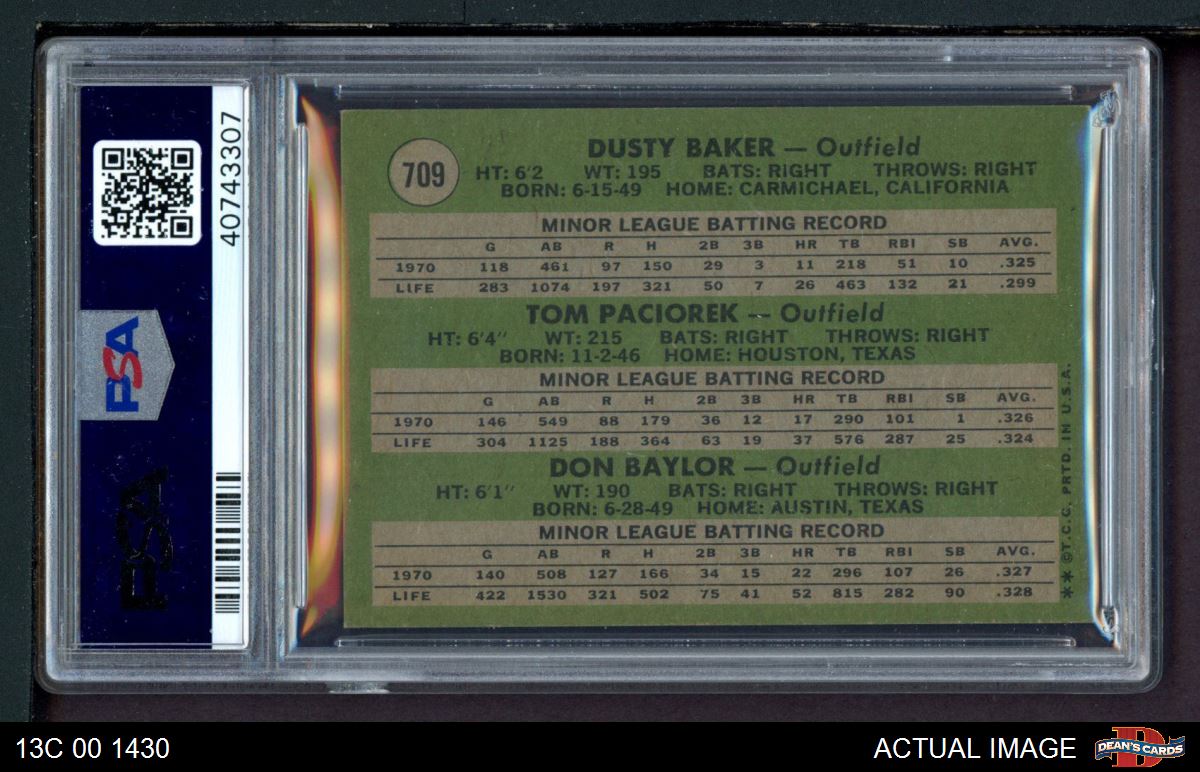 40743307
PSA
PSA
709
DUSTY BAKER — Outfield
HT: 6'2 WT: 195 BATS: RIGHT THROWS: RIGHT
BORN: 6-15-49 HOME: CARMICHAEL, CALIFORNIA
MINOR LEAGUE BATTING RECORD
G AB R H 2B 3B HR TB RBI SB AVG.
1970 118 461 97 150 29 3 11 218 51 10 .325
LIFE 283 1074 197 321 50 7 26 463 132 21 .299
TOM PACIOREK — Outfield
HT: 6'4" WT: 215 BATS: RIGHT THROWS: RIGHT
BORN: 11-2-46 HOME: HOUSTON, TEXAS
MINOR LEAGUE BATTING RECORD
G AB R H 2B 3B HR TB RBI SB AVG.
1970 146 549 88 179 36 12 17 290 101 1 .326
LIFE 304 1125 188 364 63 19 37 576 287 25 .324
DON BAYLOR — Outfield
HT: 6'1" WT: 190 BATS: RIGHT THROWS: RIGHT
BORN: 6-28-49 HOME: AUSTIN, TEXAS
MINOR LEAGUE BATTING RECORD
G AB R H 2B 3B HR TB RBI SB AVG.
1970 140 508 127 166 34 15 22 296 107 26 .327
LIFE 422 1530 321 502 75 41 52 815 282 90 .328
** ©T.C.G. PRTD. IN U.S.A.
13C 00 1430
ACTUAL IMAGE
D
DEAN'S CARDS